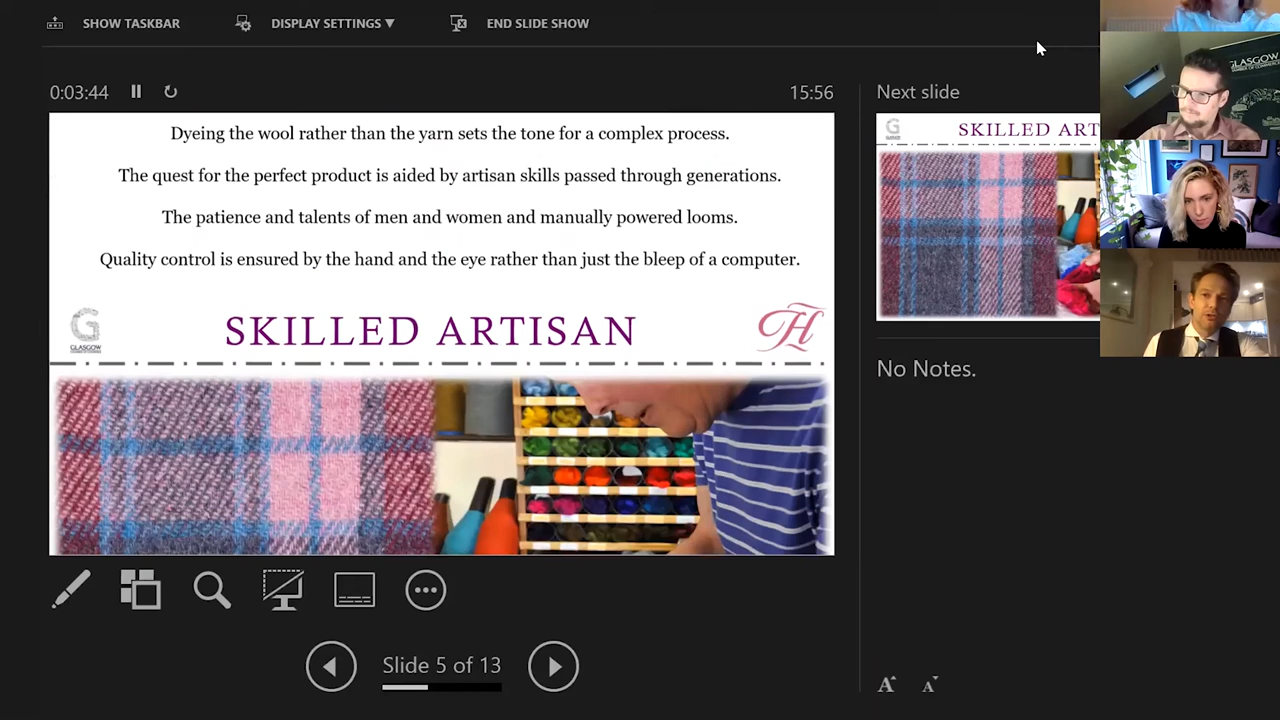 SHOW TASKBAR
DISPLAY SETTINGS ▼
END SLIDE SHOW
0:03:44
15:56
Dyeing the wool rather than the yarn sets the tone for a complex process.
The quest for the perfect product is aided by artisan skills passed through generations.
The patience and talents of men and women and manually powered looms.
Quality control is ensured by the hand and the eye rather than just the bleep of a computer.
G
GLASGOW
SKILLED ARTISAN
H
Slide 5 of 13
Next slide
G
SKILLED ART
No Notes.
A A
GLASGOW